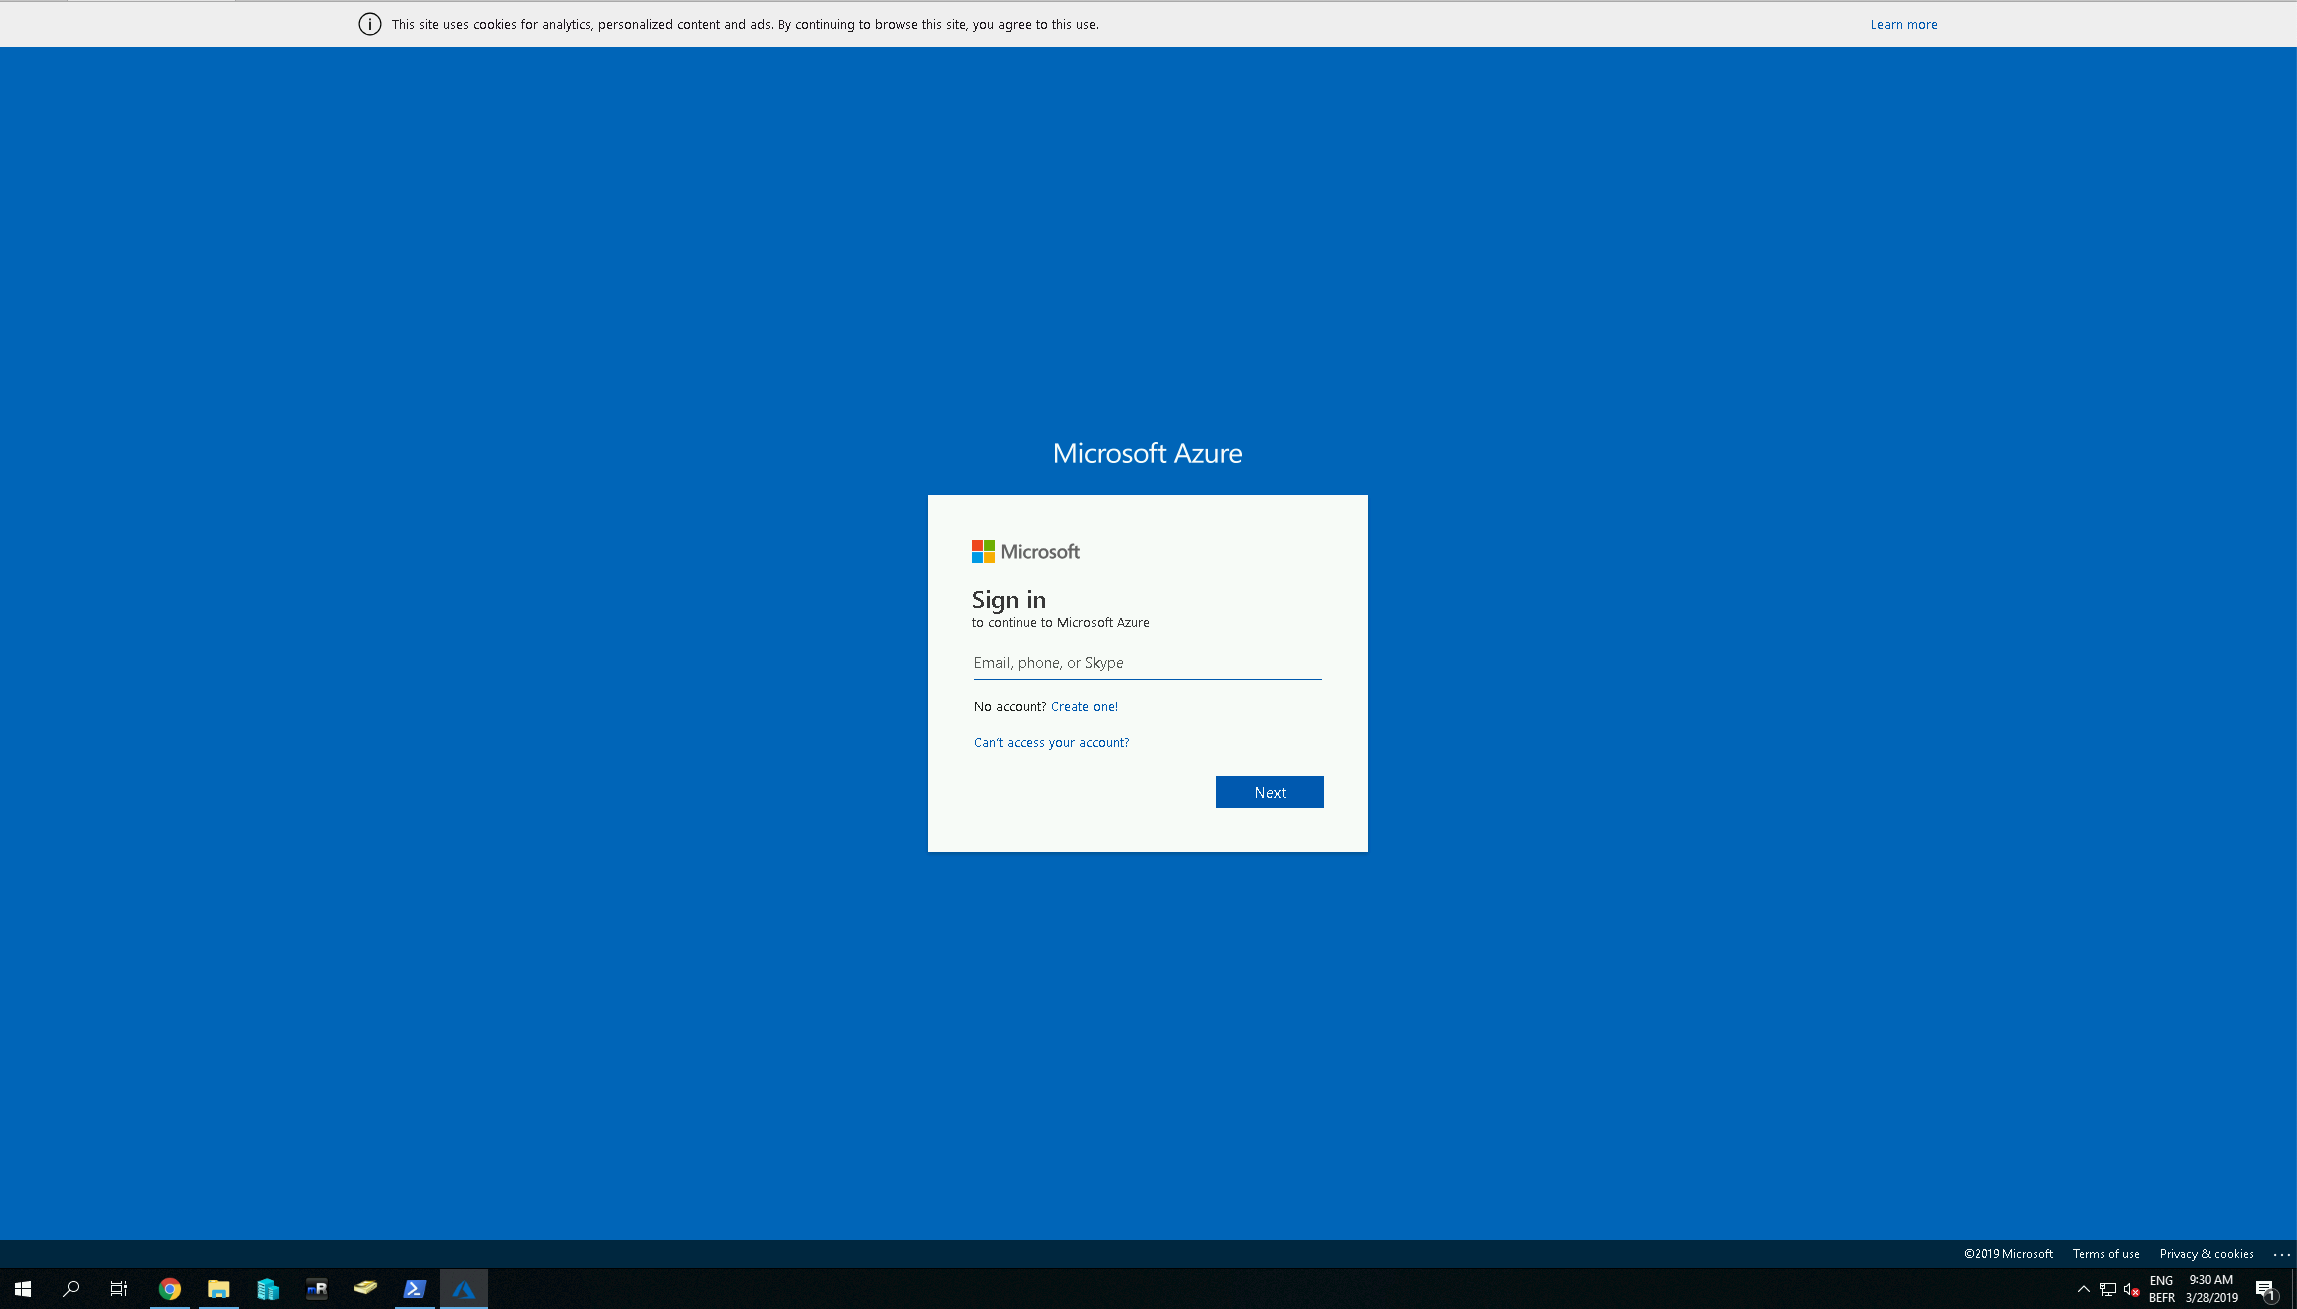 This site uses cookies for analytics, personalized content and ads. By continuing to browse this site, you agree to this use.
Learn more
Microsoft Azure
Microsoft
Sign in
to continue to Microsoft Azure
Email, phone, or Skype
No account? Create one!
Can't access your account?
Next
©2019 Microsoft Terms of use Privacy & cookies ...
mR
ENG 9:30 AM
BEFR 3/28/2019
1